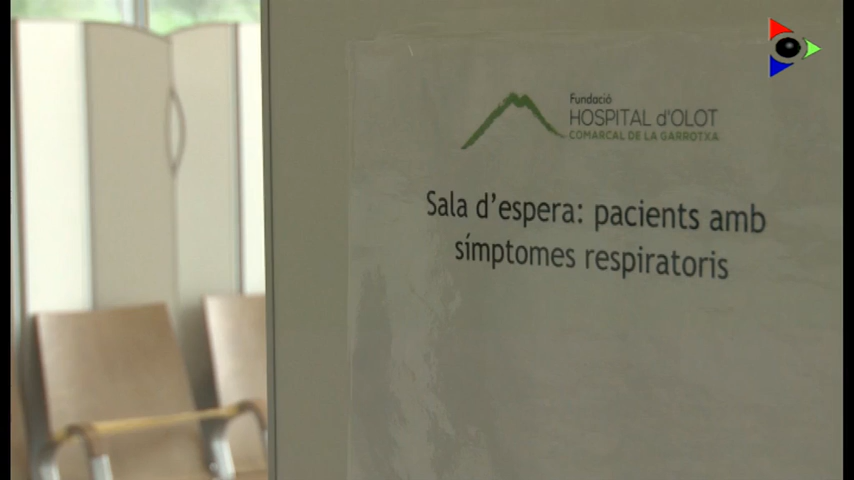 Fundació
HOSPITAL d'OLOT
COMARCAL DE LA GARROTXA
Sala d'espera: pacients amb
símptomes respiratoris